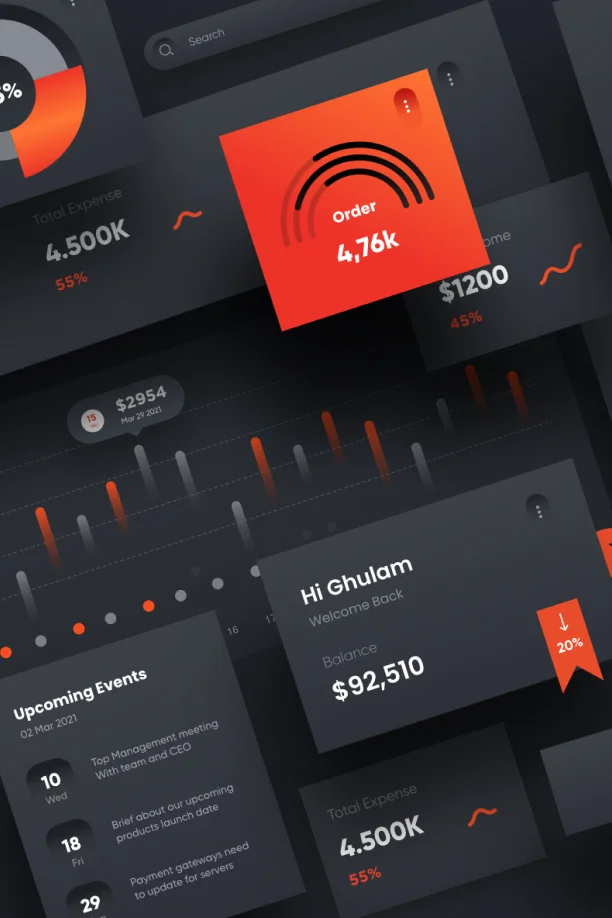 Search
Total Expense
4.500K
55%
Order
4,76k
$1200
45%
15
$2954
Mar 29 2021
16
Hi Ghulam
Welcome Back
Balance
$92,510
20%
Upcoming Events
02 Mar 2021
10
Wed
Top Management meeting
With team and CEO
18
Fri
Brief about our upcoming
products launch date
29
Payment gateways need
to update for servers
Total Expense
4.500K
55%